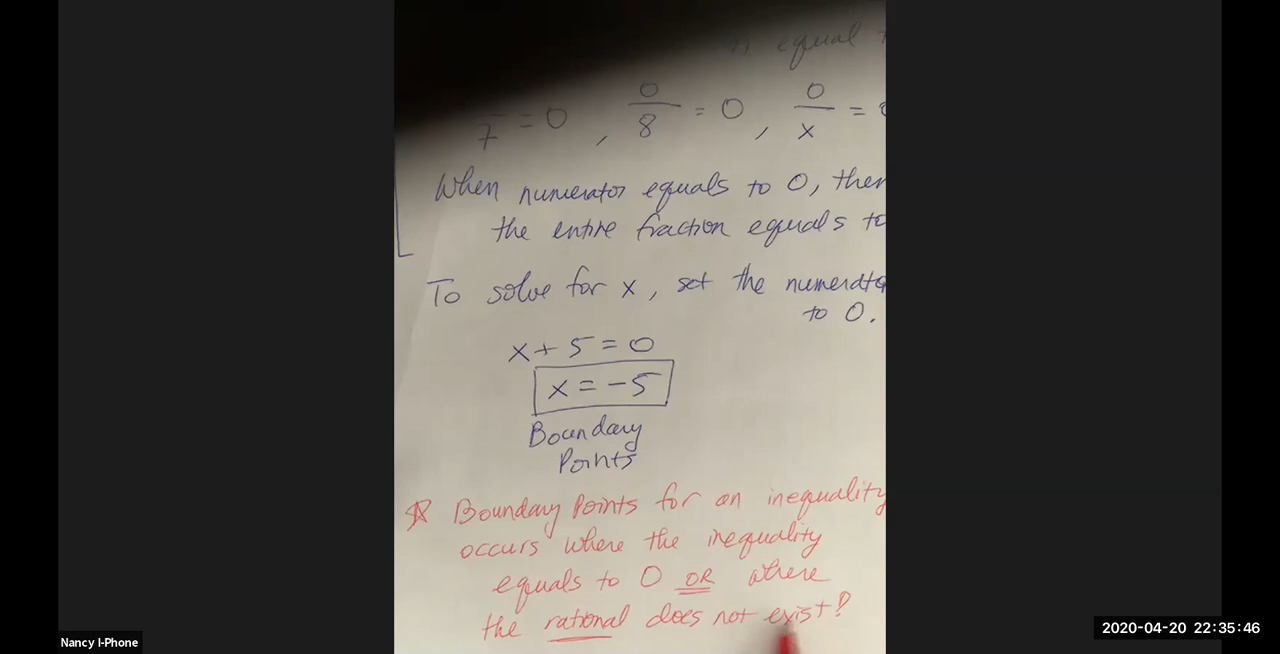 equal
7 = 0 , 0/8 = 0 , 0/x =
When numerator equals to 0, then
the entire fraction equals to
To solve for x, set the numerato
to 0.
x + 5 = 0
x = -5
Boundary
Points
☆ Boundary Points for an inequality
occurs where the inequality
equals to 0 OR where
the rational does not exist?
Nancy I-Phone
2020-04-20 22:35:46